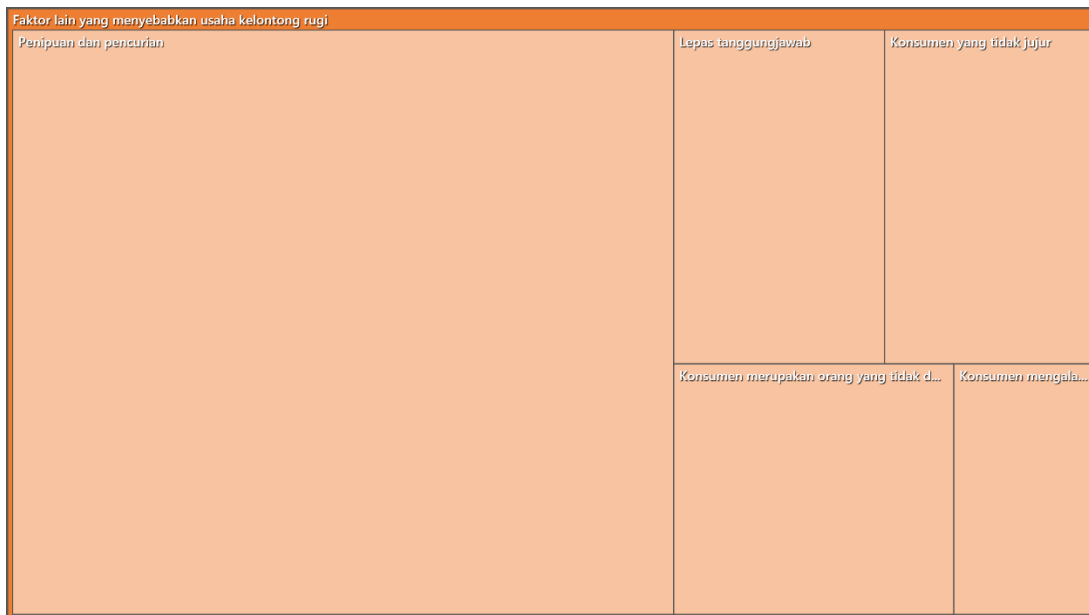 Faktor lain yang menyebabkan usaha kelontong rugi
Penipuan dan pencurian
Lepas tanggungjawab
Konsumen yang tidak jujur
Konsumen merupakan orang yang tidak d...
Konsumen mengala...